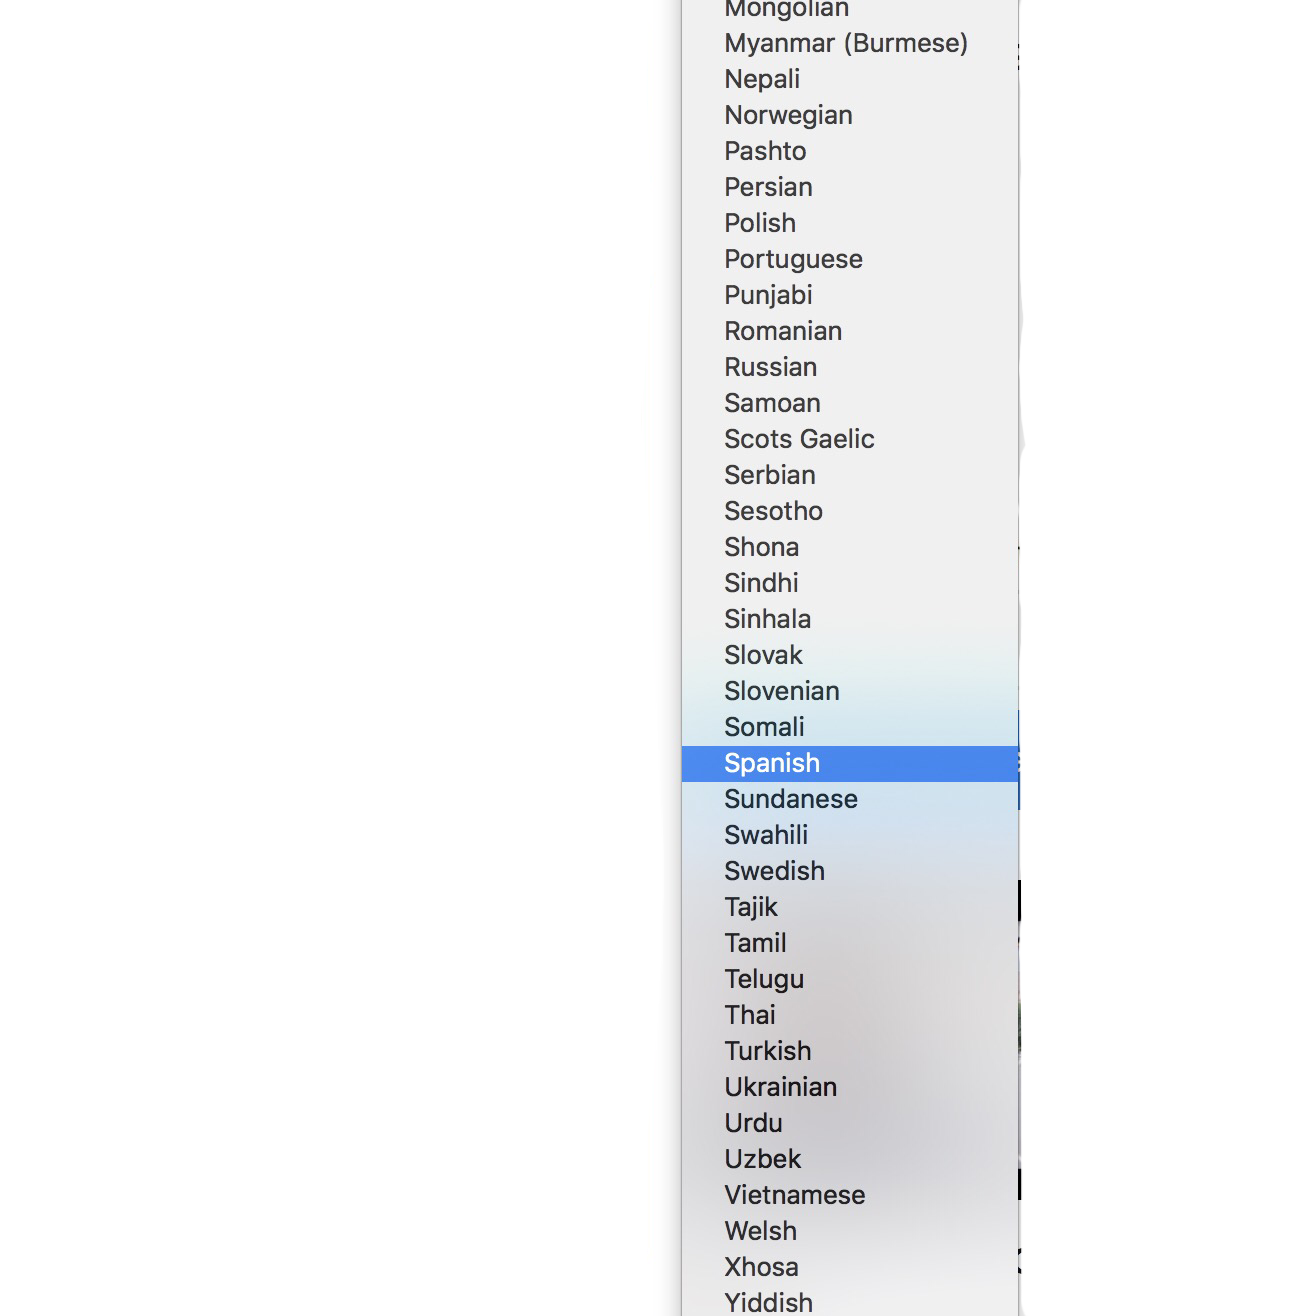 Mongolian
Myanmar (Burmese)
Nepali
Norwegian
Pashto
Persian
Polish
Portuguese
Punjabi
Romanian
Russian
Samoan
Scots Gaelic
Serbian
Sesotho
Shona
Sindhi
Sinhala
Slovak
Slovenian
Somali
Spanish
Sundanese
Swahili
Swedish
Tajik
Tamil
Telugu
Thai
Turkish
Ukrainian
Urdu
Uzbek
Vietnamese
Welsh
Xhosa
Yiddish